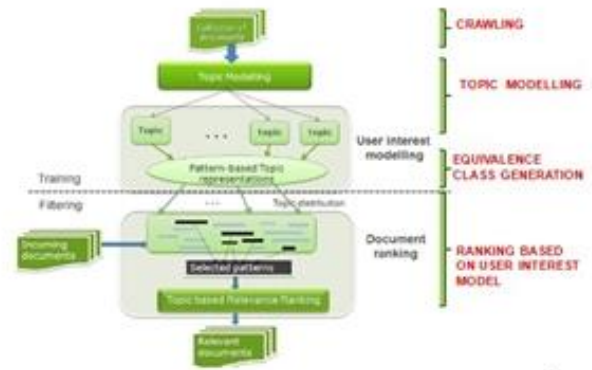 Collection of
documents
CRAWLING
Topic Modelling
TOPIC MODELLING
Topic
...
Topic
Topic
User interest
modelling
Pattern-based Topic
representations
EQUIVALENCE
CLASS GENERATION
Training
Filtering
...
Topic distribution
Incoming
documents
Document
ranking
Selected patterns
RANKING BASED
ON USER INTEREST
MODEL
Topic based Relevance Ranking
Relevant
documents